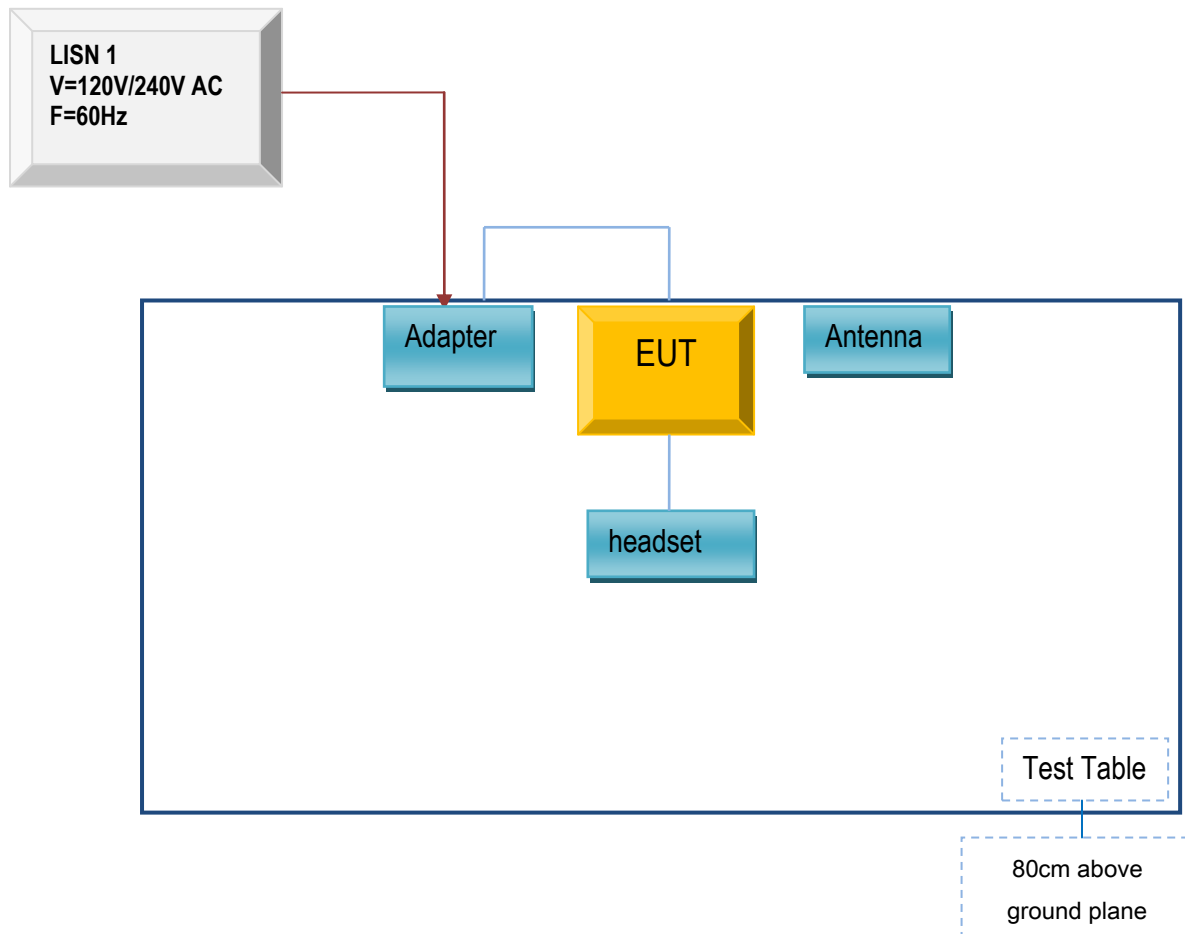 LISN 1
V=120V/240V AC
F=60Hz
Adapter
EUT
Antenna
headset
Test Table
80cm above
ground plane